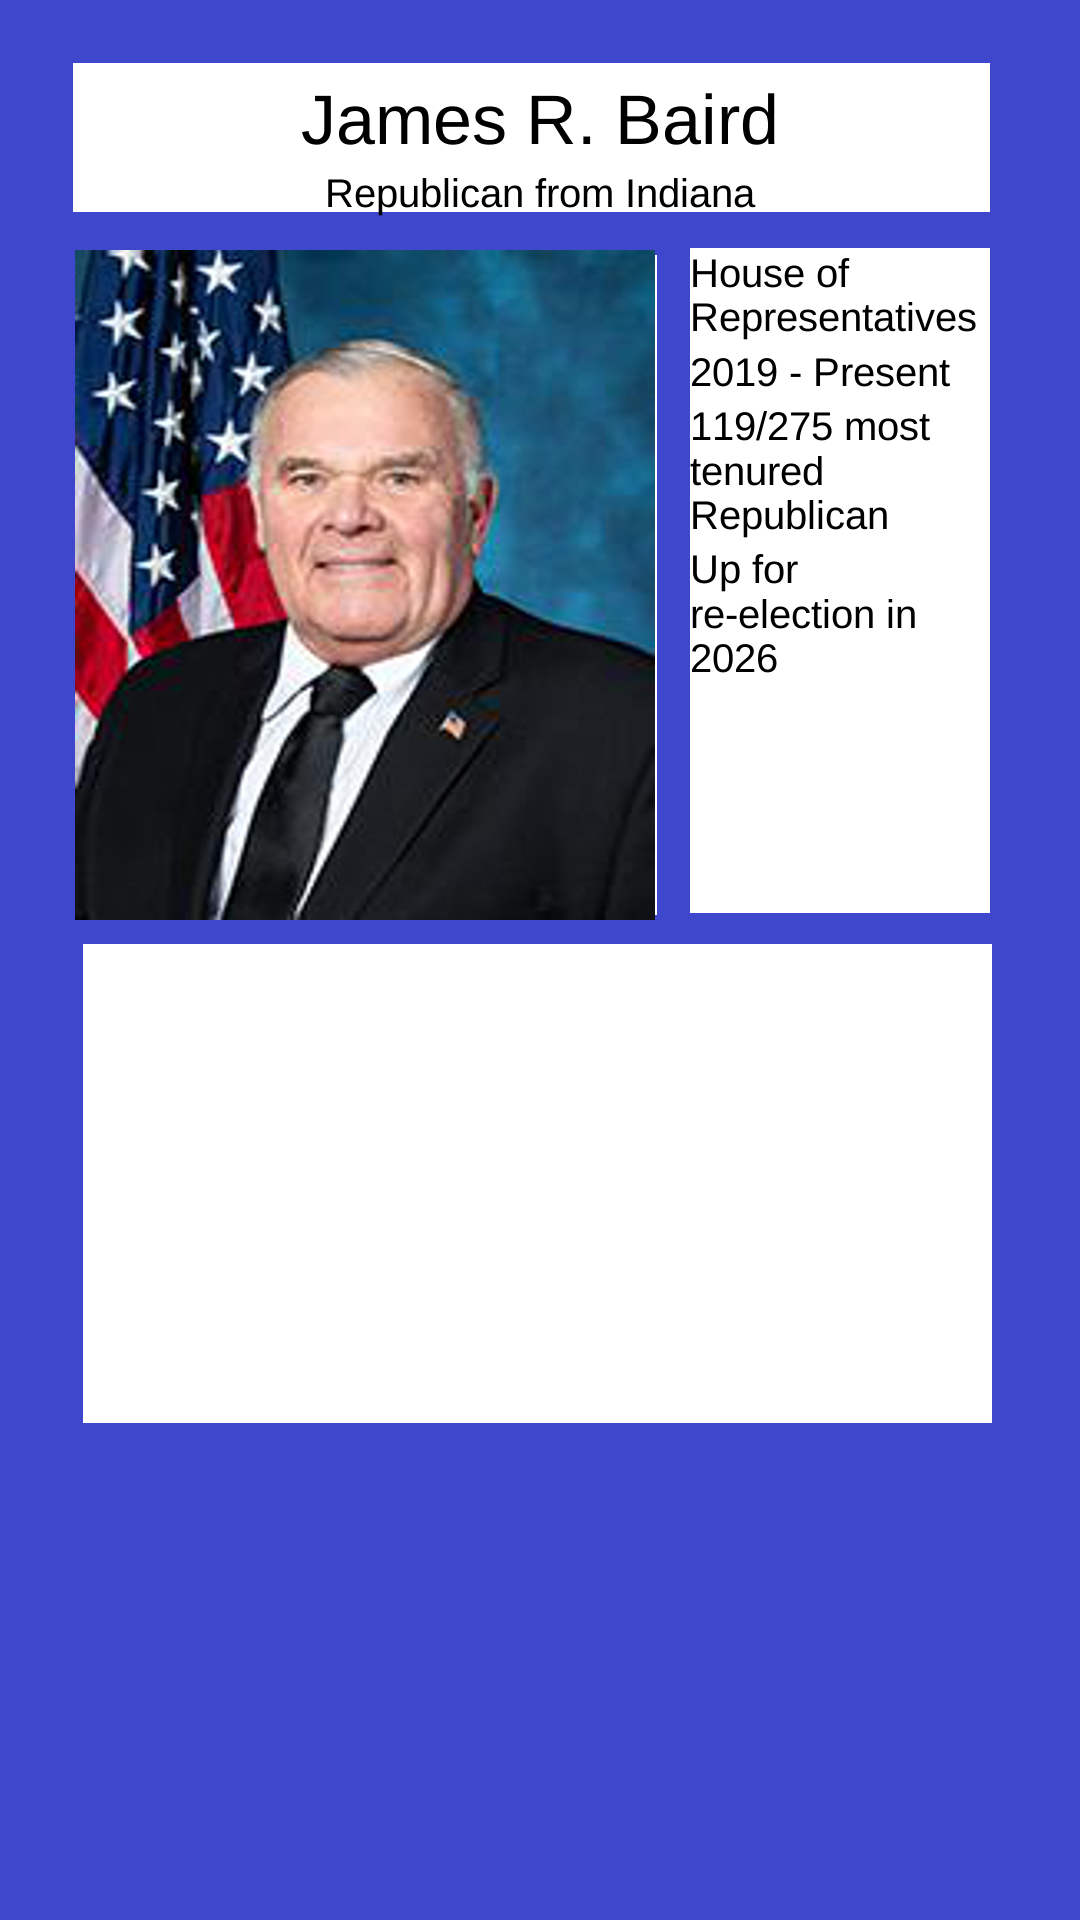 James R. Baird
Republican from Indiana
House of
Representatives
2019 - Present
119/275 most
tenured
Republican
Up for
re-election in
2026